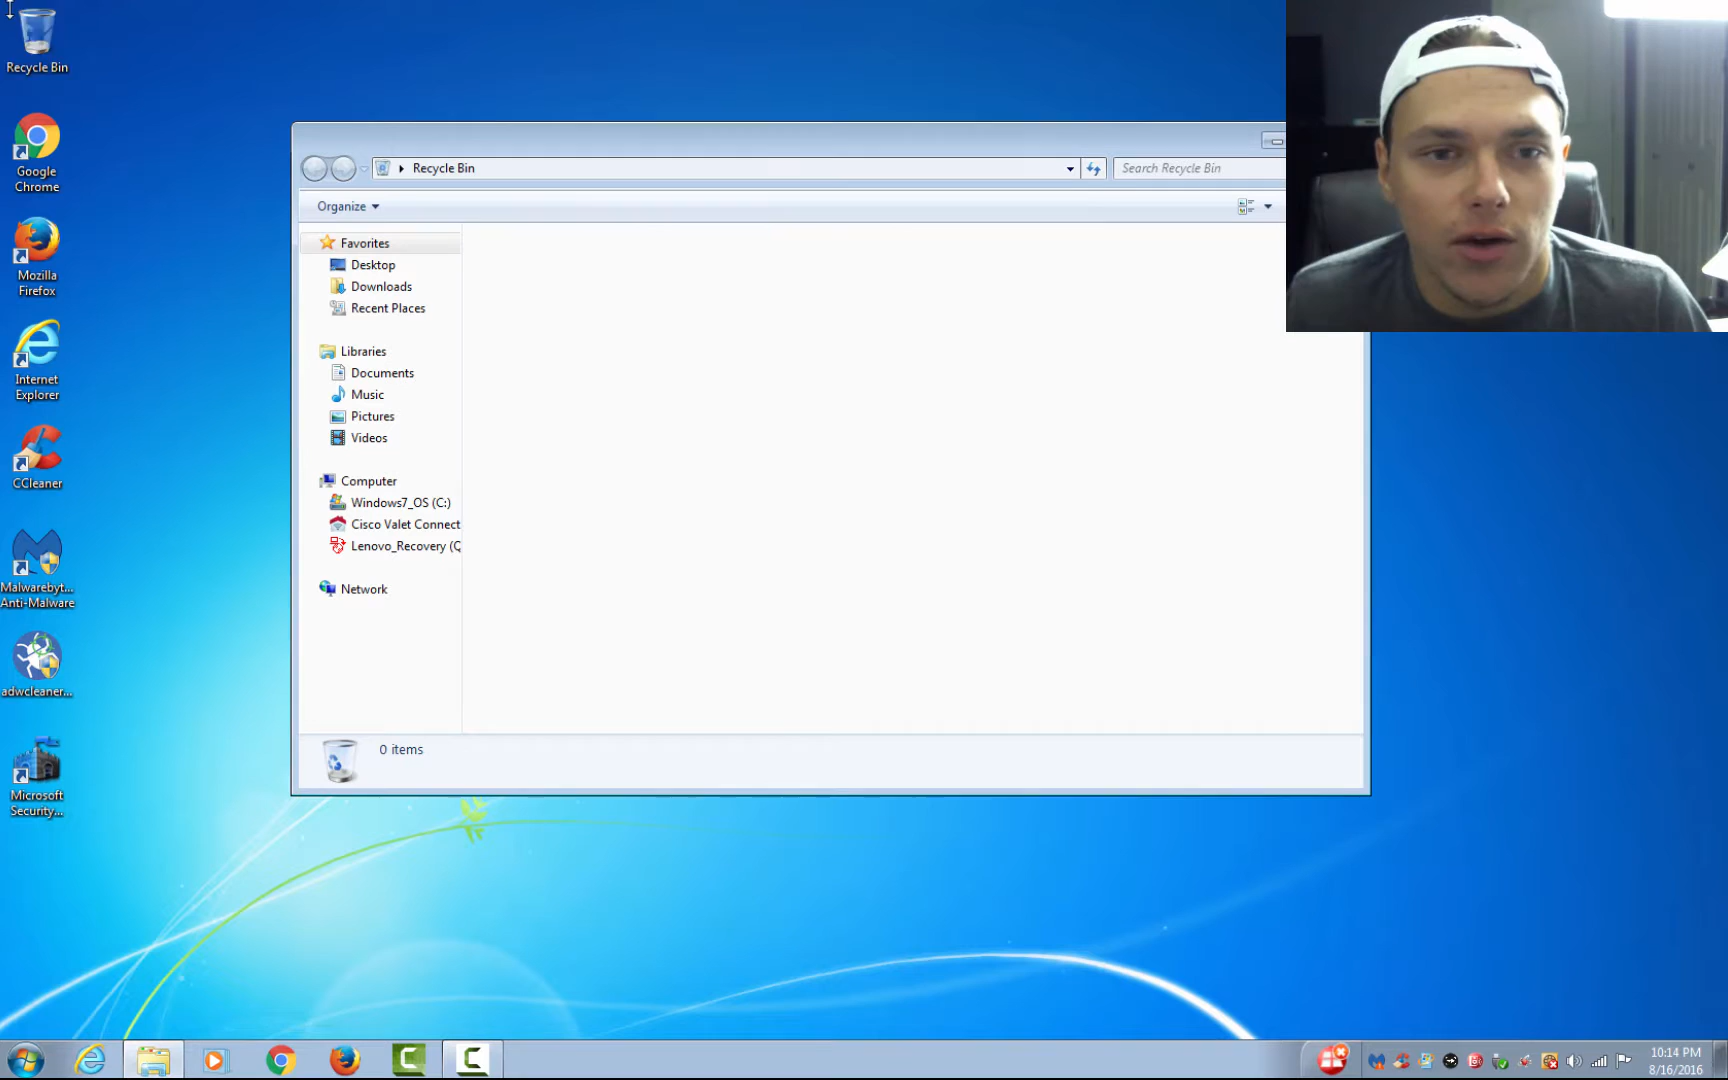 Recycle Bin
Google
Chrome
Mozilla
Firefox
Internet
Explorer
CCleaner
Malwarebyt...
Anti-Malware
adwcleaner...
Microsoft
Security...
Recycle Bin
Search Recycle Bin
Organize
Favorites
Desktop
Downloads
Recent Places
Libraries
Documents
Music
Pictures
Videos
Computer
Windows7_OS (C:)
Cisco Valet Connect
Lenovo_Recovery (Q
Network
0 items
10:14 PM
8/16/2016